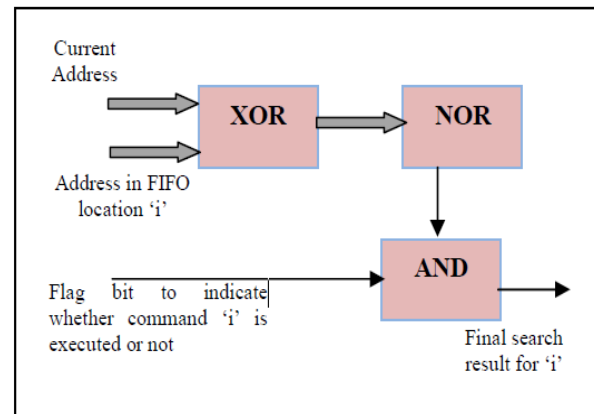 Current
Address
XOR
NOR
Address in FIFO
location ‘i’
AND
Flag bit to indicate
whether command ‘i’ is
executed or not
Final search
result for ‘i’